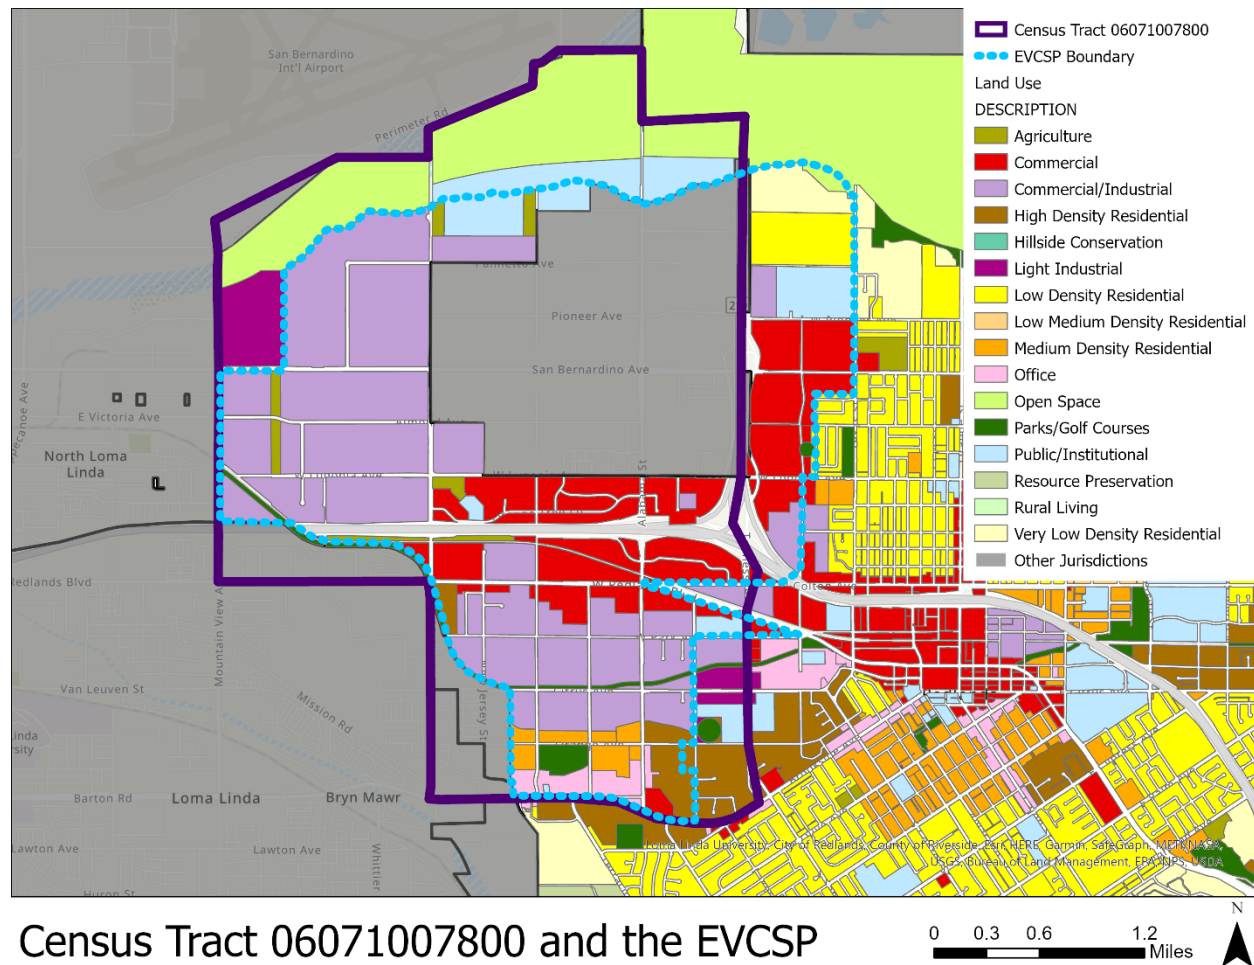 San Bernardino
Int'l Airport
Perimeter Rd
Palmetto Ave
Pioneer Ave
San Bernardino Ave
E Victoria Ave
North Loma
Linda
Alabama St
Redlands Blvd
Colton Ave
Mountain View Av
Van Leuven St
Mission Rd
Jersey St
Barton Rd
Loma Linda
Bryn Mawr
Lawton Ave
Lawton Ave
Whittier
Huron St
Loma Linda University, City of Redlands, County of Riverside, Esri, HERE, Garmin, SafeGraph, METI/NASA,
USGS, Bureau of Land Management, EPA, NPS, USDA
Census Tract 06071007800
EVCSP Boundary
Land Use
DESCRIPTION
Agriculture
Commercial
Commercial/Industrial
High Density Residential
Hillside Conservation
Light Industrial
Low Density Residential
Low Medium Density Residential
Medium Density Residential
Office
Open Space
Parks/Golf Courses
Public/Institutional
Resource Preservation
Rural Living
Very Low Density Residential
Other Jurisdictions
Census Tract 06071007800 and the EVCSP
0 0.3 0.6 1.2
Miles
N